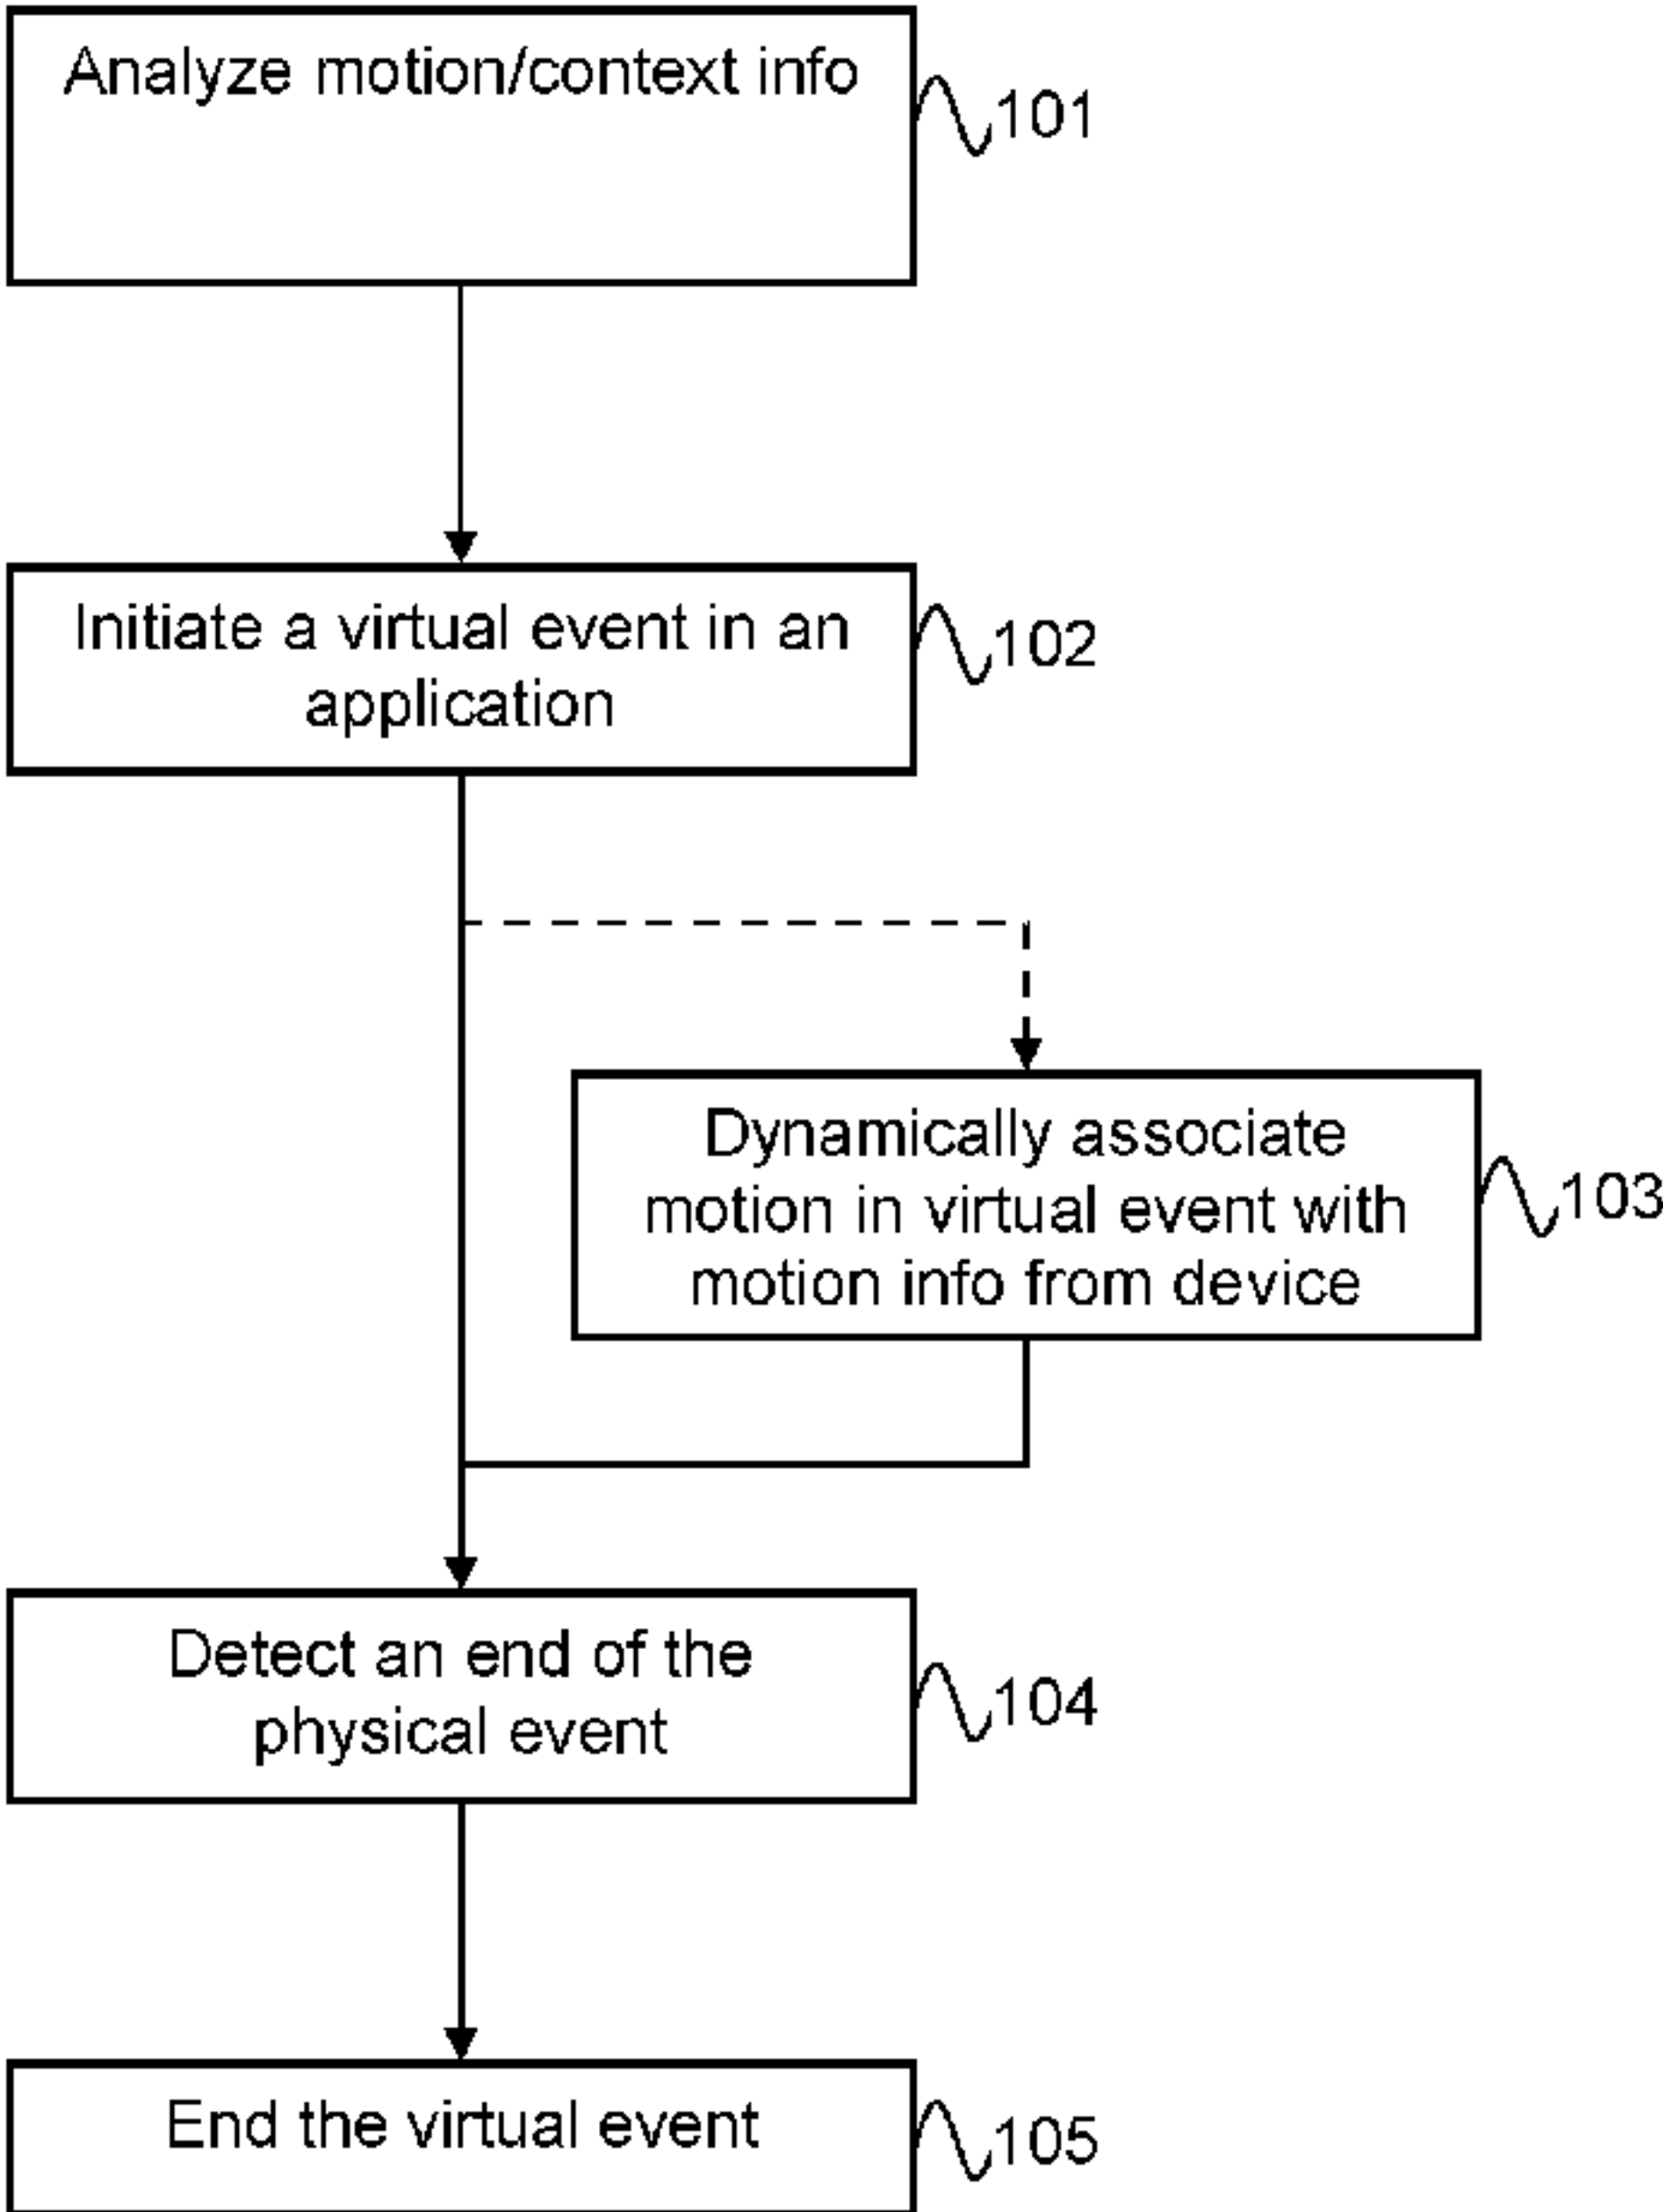 Analyze motion/context info
101
Initiate a virtual event in an
application
102
Dynamically associate
motion in virtual event with
motion info from device
103
Detect an end of the
physical event
104
End the virtual event
105